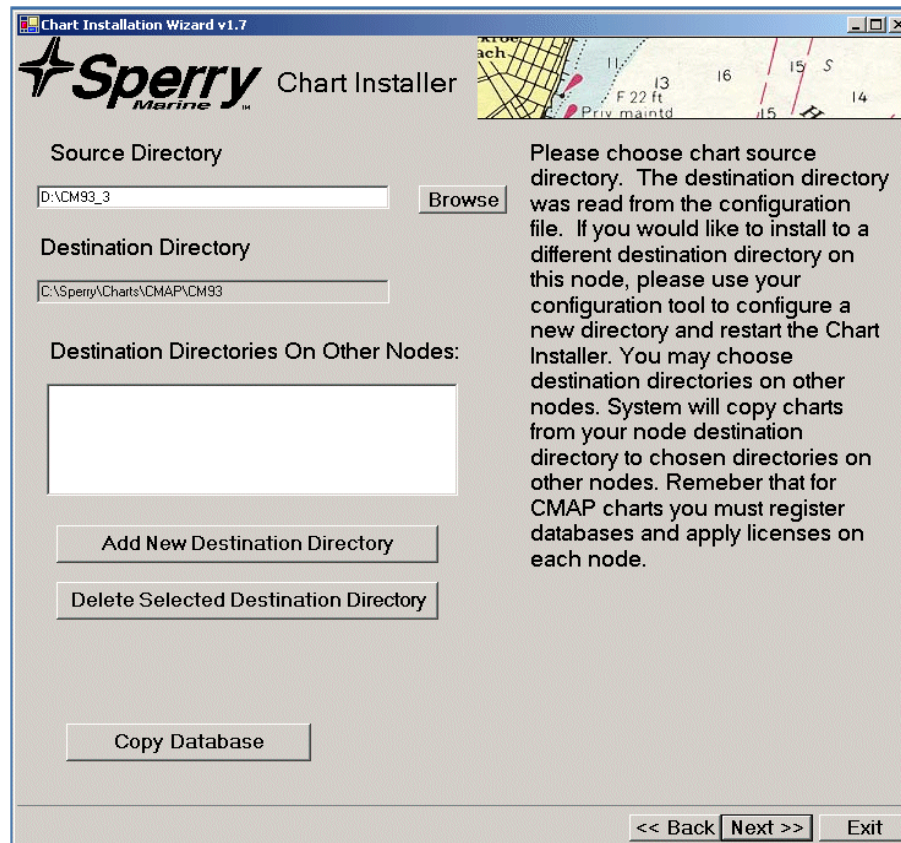 Chart Installation Wizard v1.7
Sperry
Marine
TM
Chart Installer
ach
11
13
16
15
S
F 22 ft
14
Priv maintd
15
H
Source Directory
D:\CM93_3
Browse
Destination Directory
C:\Sperry\Charts\CMAP\CM93
Destination Directories On Other Nodes:
Add New Destination Directory
Delete Selected Destination Directory
Copy Database
Please choose chart source
directory. The destination directory
was read from the configuration
file. If you would like to install to a
different destination directory on
this node, please use your
configuration tool to configure a
new directory and restart the Chart
Installer. You may choose
destination directories on other
nodes. System will copy charts
from your node destination
directory to chosen directories on
other nodes. Remeber that for
CMAP charts you must register
databases and apply licenses on
each node.
<< Back
Next >>
Exit